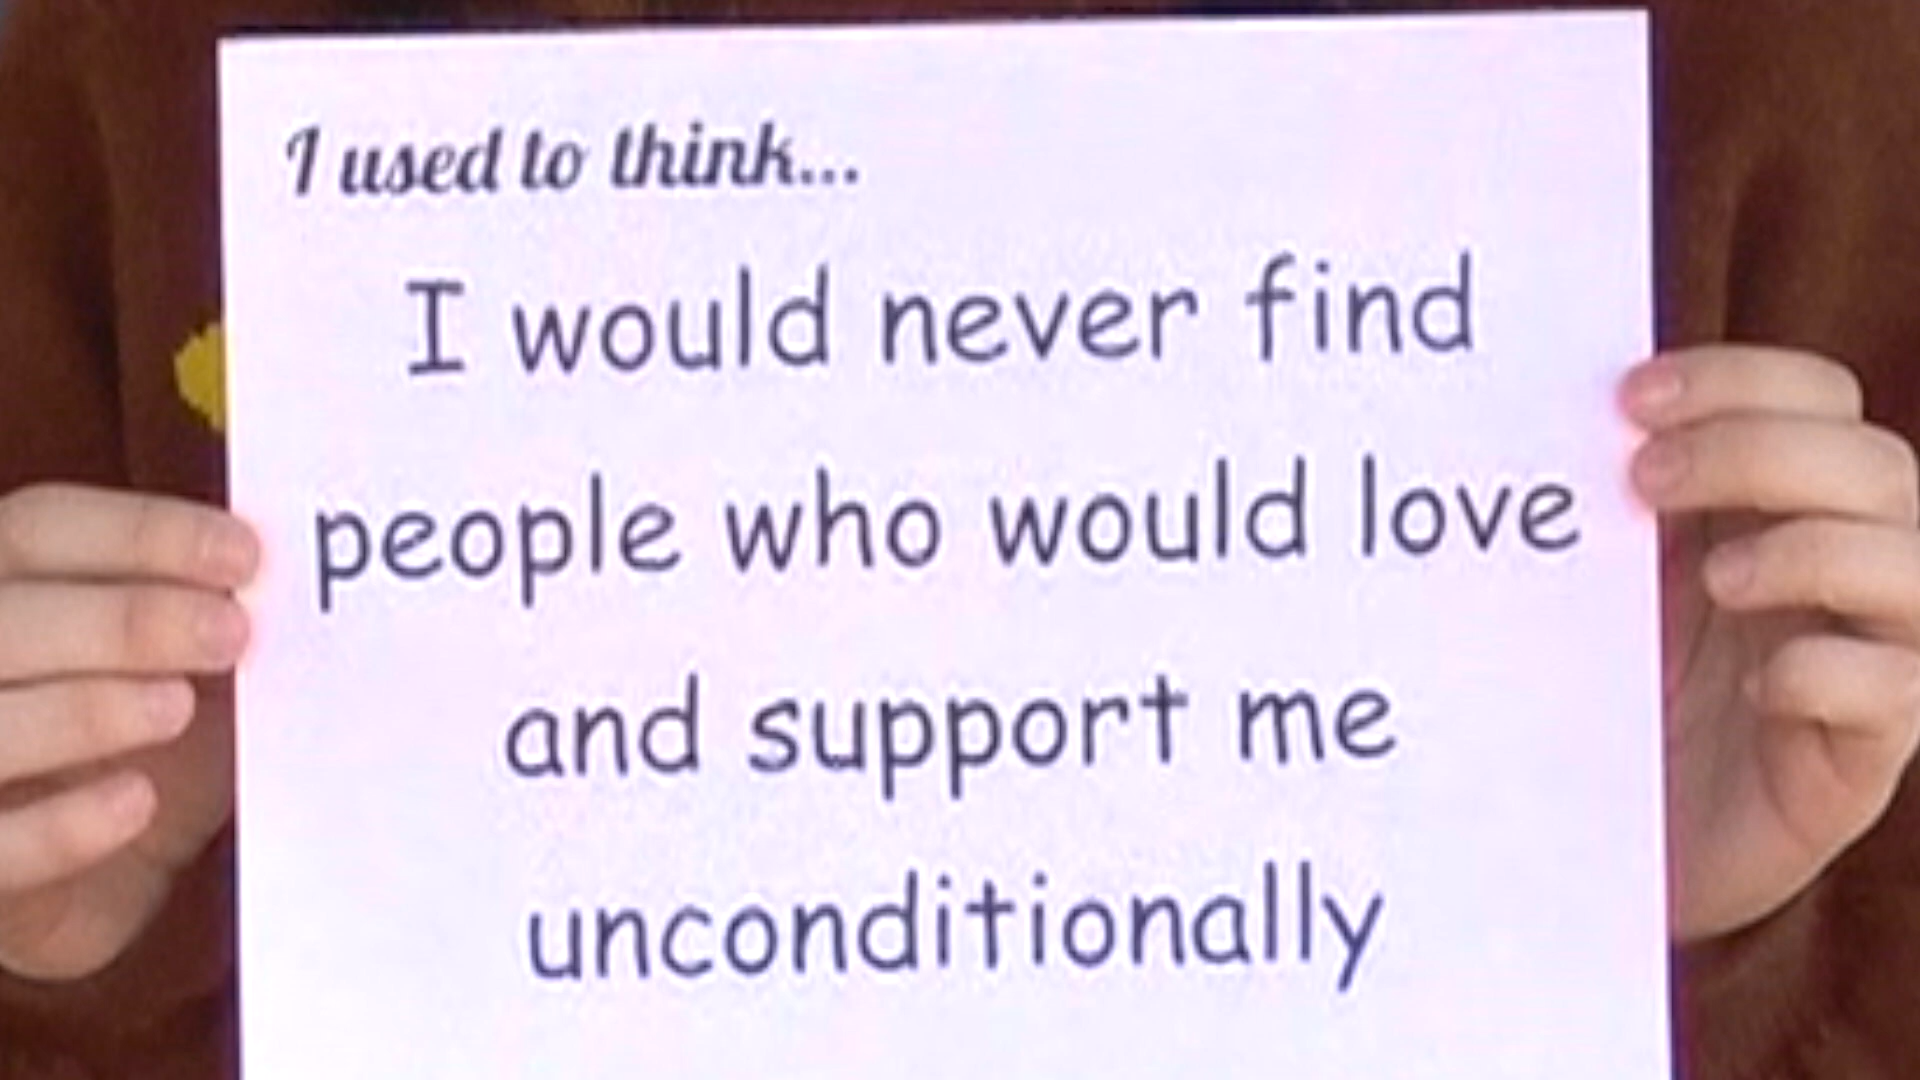 I used to think...
I would never find
people who would love
and support me
unconditionally